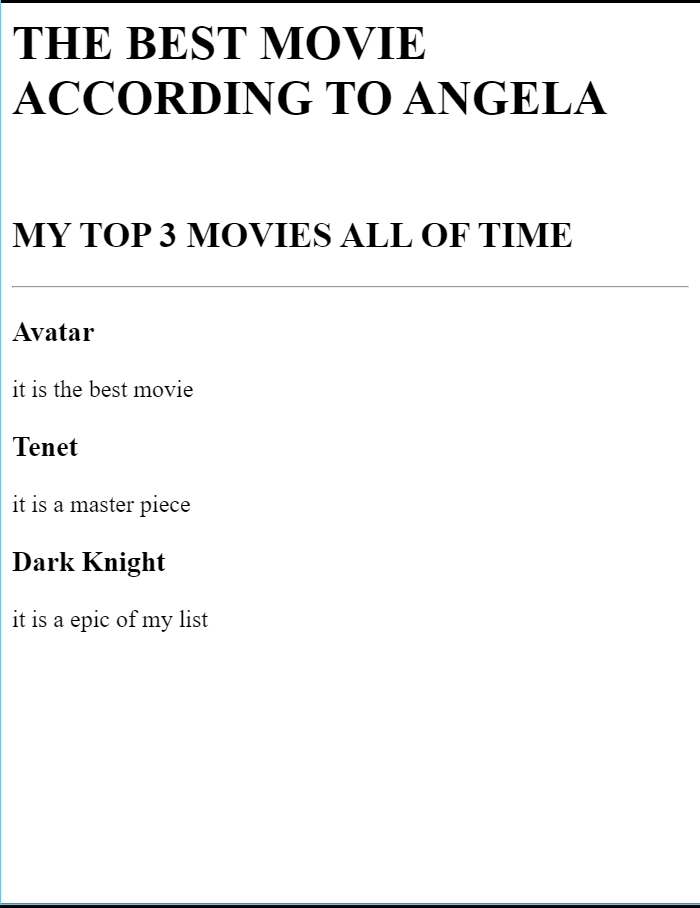 THE BEST MOVIE
ACCORDING TO ANGELA
MY TOP 3 MOVIES ALL OF TIME
Avatar
it is the best movie
Tenet
it is a master piece
Dark Knight
it is a epic of my list